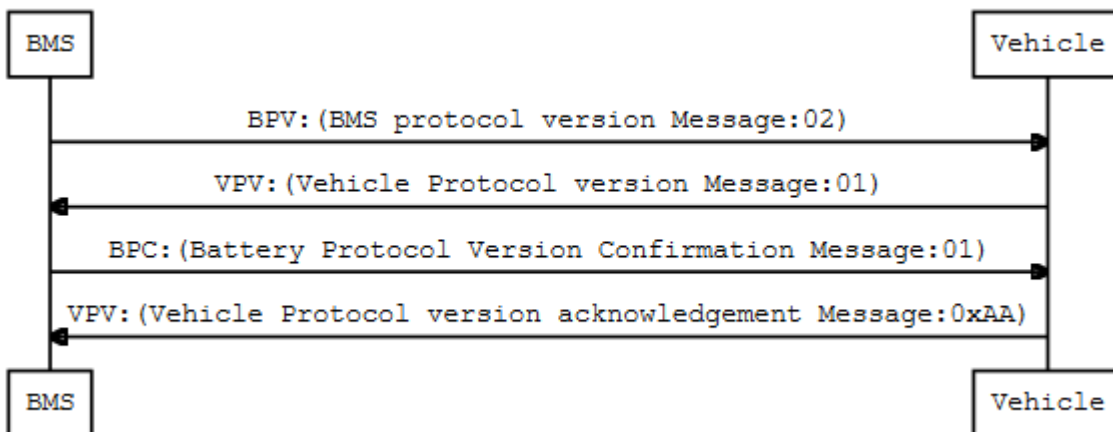 BMS
Vehicle
BPV:(BMS protocol version Message:02)
VPV:(Vehicle Protocol version Message:01)
BPC:(Battery Protocol Version Confirmation Message:01)
VPV:(Vehicle Protocol version acknowledgement Message:0xAA)
BMS
Vehicle